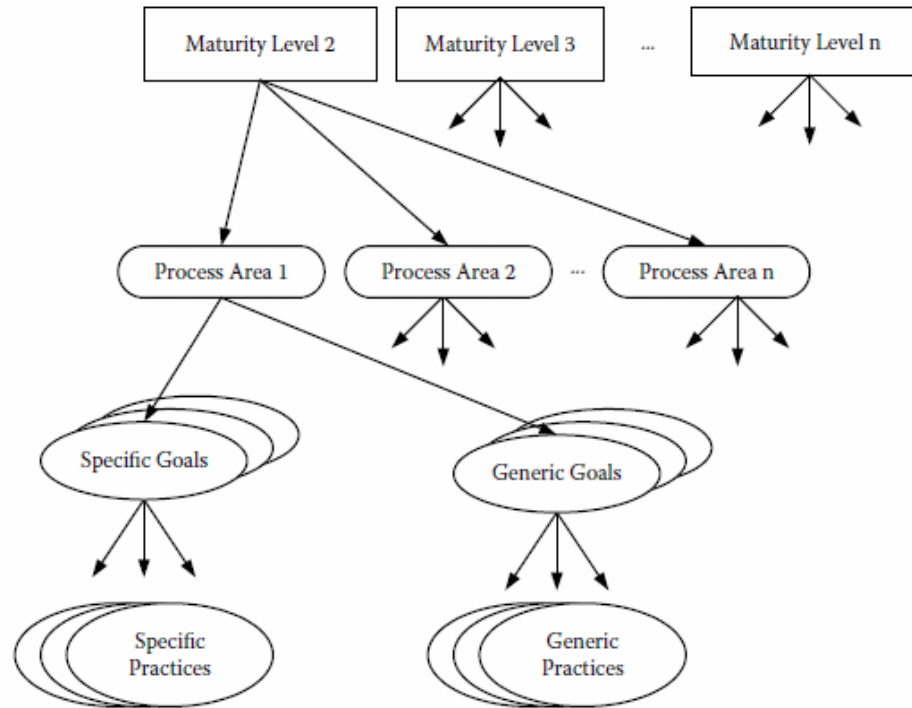 Maturity Level 2
Maturity Level 3
...
Maturity Level n
Process Area 1
Process Area 2
...
Process Area n
Specific Goals
Generic Goals
Specific
Practices
Generic
Practices